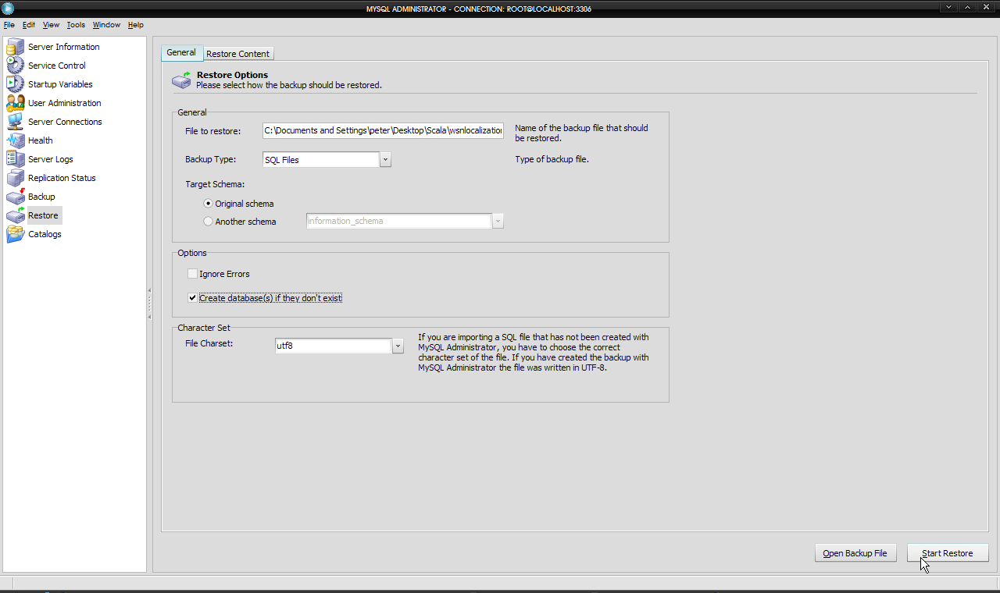 MYSQL ADMINISTRATOR - CONNECTION: ROOT@LOCALHOST:3306
File Edit View Tools Window Help
Server Information
Service Control
Startup Variables
User Administration
Server Connections
Health
Server Logs
Replication Status
Backup
Restore
Catalogs
General Restore Content
Restore Options
Please select how the backup should be restored.
General
File to restore: C:\Documents and Settings\peter\Desktop\Scala\wsnlocalization
Name of the backup file that should
be restored.
Backup Type: SQL Files
Type of backup file.
Target Schema:
Original schema
Another schema information_schema
Options
Ignore Errors
Create database(s) if they don't exist
Character Set
File Charset: utf8
If you are importing a SQL file that has not been created with
MySQL Administrator, you have to choose the correct
character set of the file. If you have created the backup with
MySQL Administrator the file was written in UTF-8.
Open Backup File Start Restore